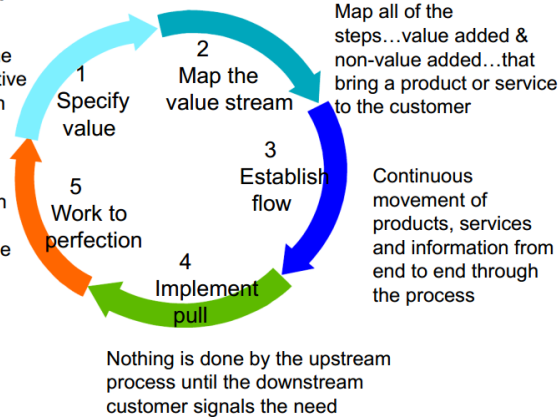 1
Specify
value
2
Map the
value stream
Map all of the
steps…value added &
non-value added…that
bring a product or service
to the customer
3
Establish
flow
Continuous
movement of
products, services
and information from
end to end through
the process
4
Implement
pull
Nothing is done by the upstream
process until the downstream
customer signals the need
5
Work to
perfection